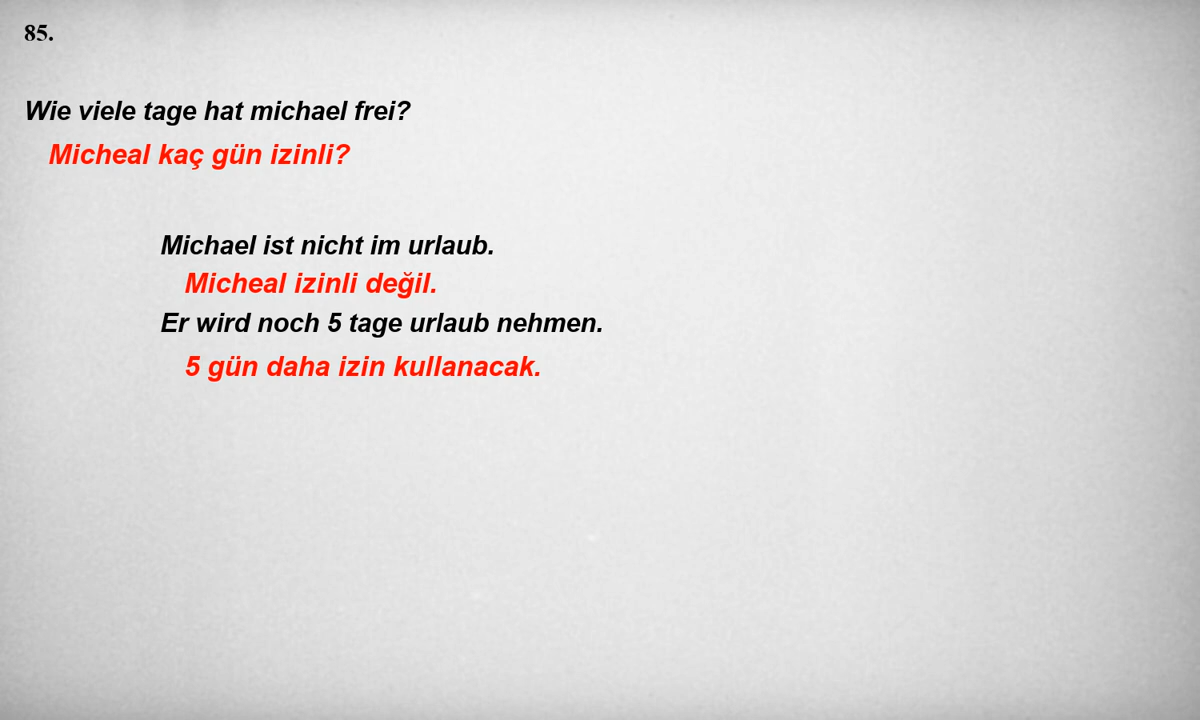 85.
Wie viele tage hat michael frei?
Micheal kaç gün izinli?
Michael ist nicht im urlaub.
Micheal izinli değil.
Er wird noch 5 tage urlaub nehmen.
5 gün daha izin kullanacak.